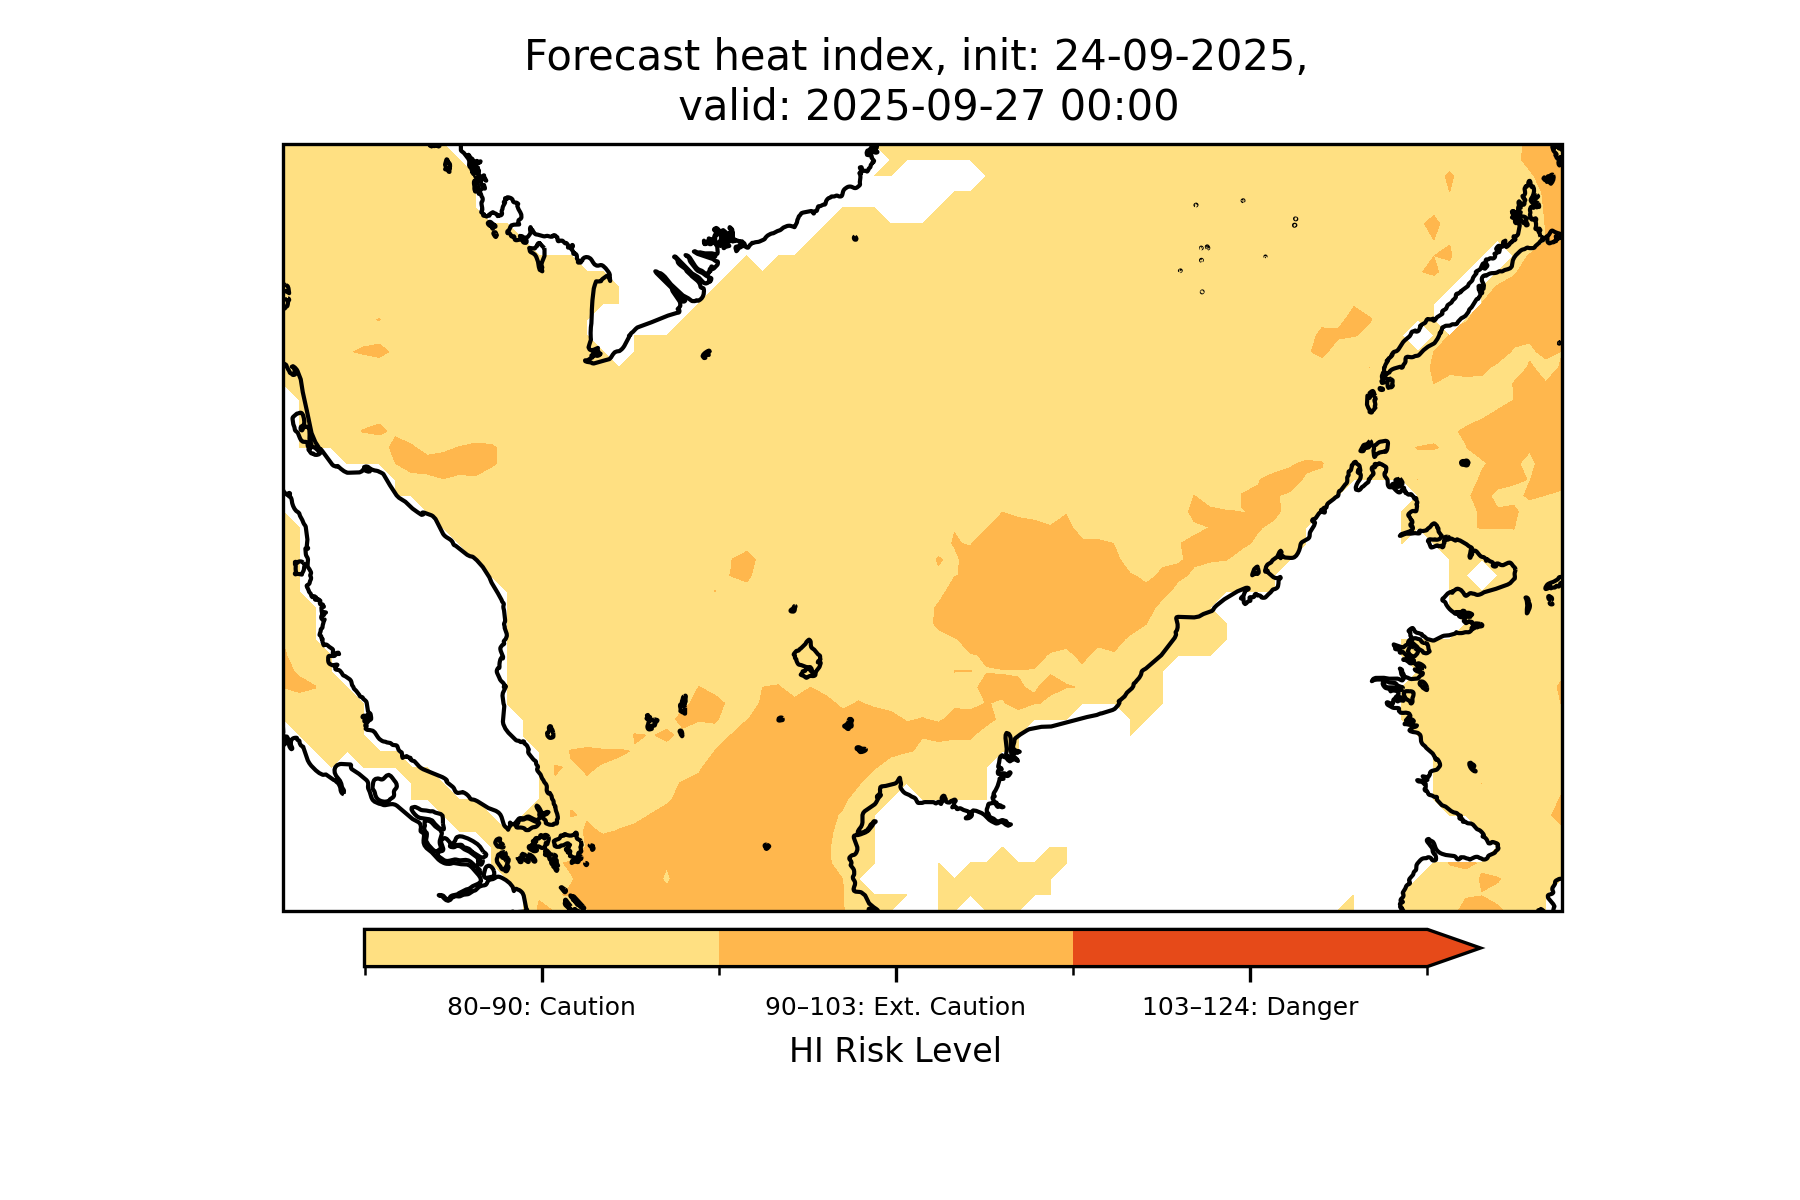 Forecast heat index, init: 24-09-2025,
valid: 2025-09-27 00:00
80–90: Caution
90–103: Ext. Caution
103–124: Danger
HI Risk Level